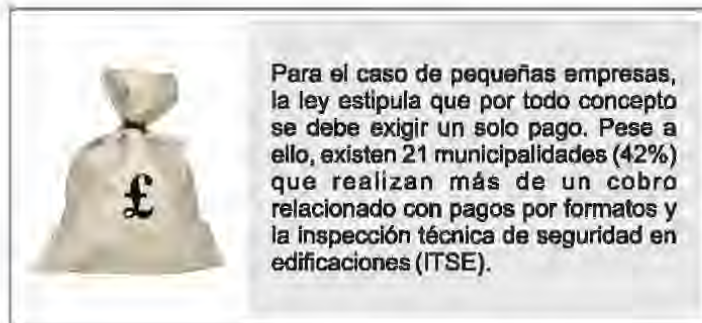 £
Para el caso de pequeñas empresas,
la ley estipula que por todo concepto
se debe exigir un solo pago. Pese a
ello, existen 21 municipalidades (42%)
que realizan más de un cobro
relacionado con pagos por formatos y
la inspección técnica de seguridad en
edificaciones (ITSE).